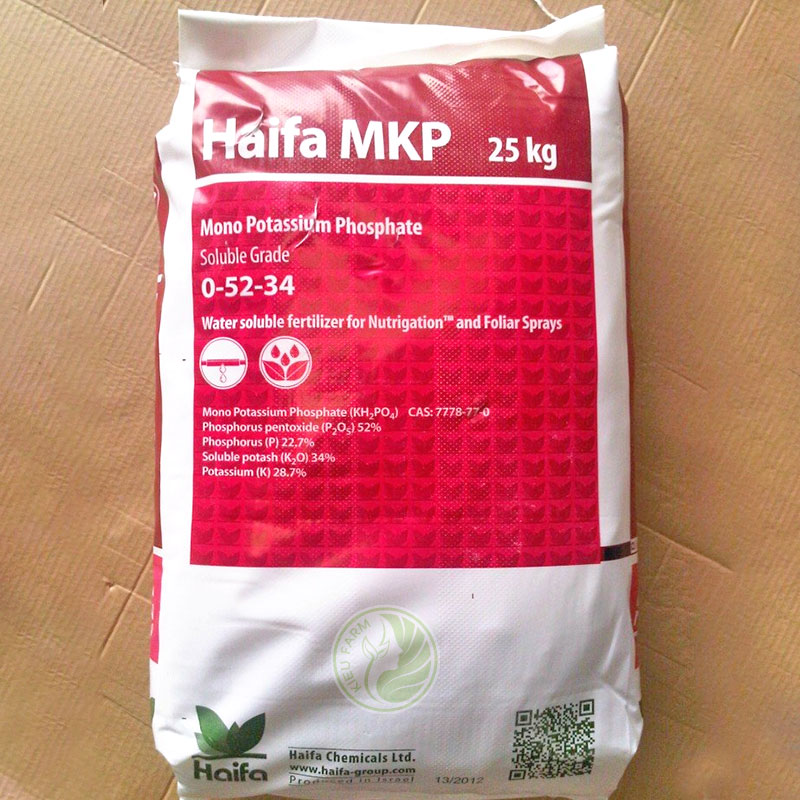 Haifa MKP 25 kg
Mono Potassium Phosphate
Soluble Grade
0-52-34
Water soluble fertilizer for Nutrigation™ and Foliar Sprays
Mono Potassium Phosphate (KH₂PO₄) CAS: 7778-77-0
Phosphorus pentoxide (P₂O₅) 52%
Phosphorus (P) 22.7%
Soluble potash (K₂O) 34%
Potassium (K) 28.7%
KIEU FARM
Haifa
Haifa Chemicals Ltd.
www.haifa-group.com
Produced in Israel 13/2012